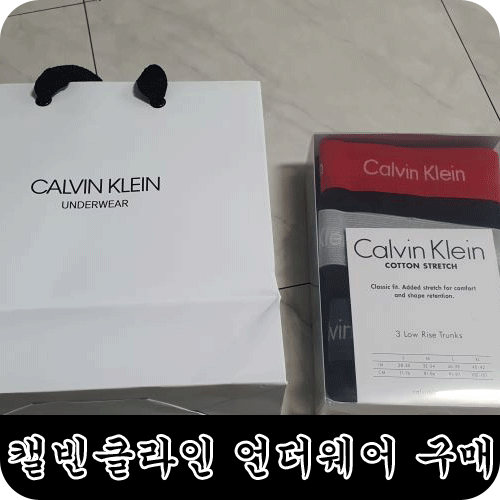 CALVIN KLEIN
UNDERWEAR
Calvin Klein
Calvin Klein
COTTON STRETCH
Classic fit. Added stretch for comfort
and shape retention.
3 Low Rise Trunks
캘빈클라인 언더웨어 구매